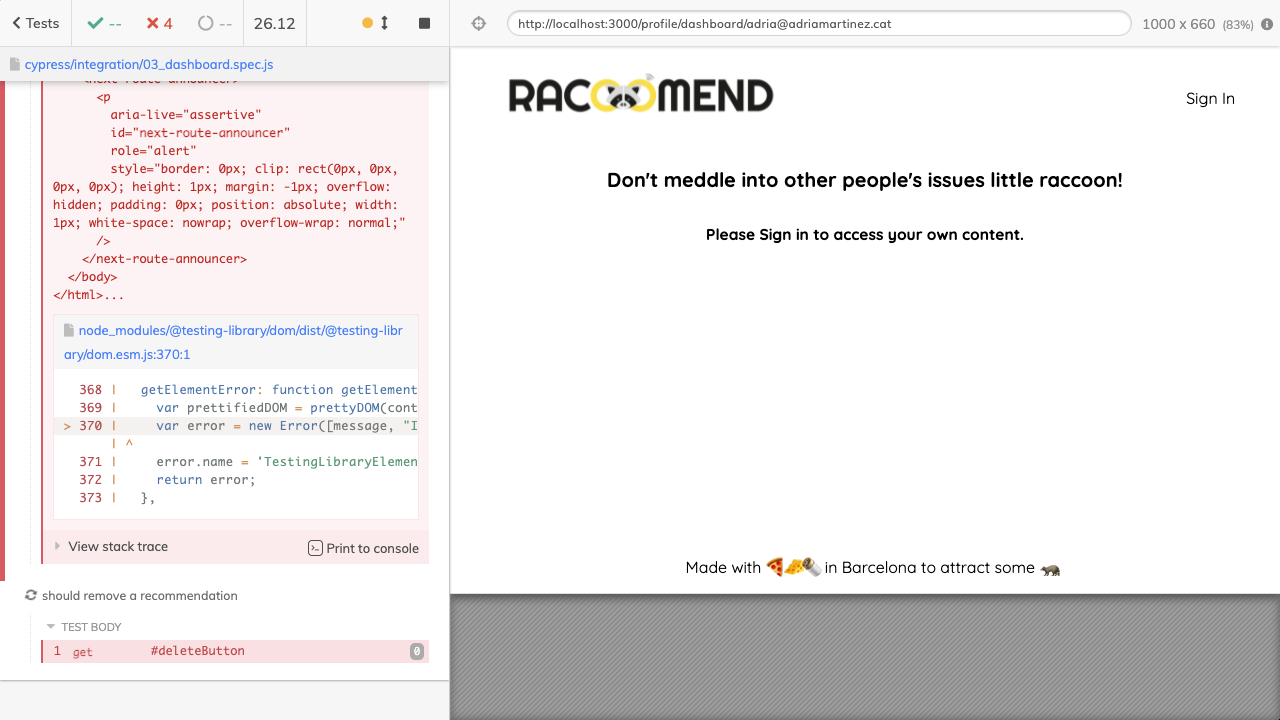 Tests
--
4
--
26.12
cypress/integration/03_dashboard.spec.js
<next-route-announcer>
<p
aria-live="assertive"
id="next-route-announcer"
role="alert"
style="border: 0px; clip: rect(0px, 0px,
0px, 0px); height: 1px; margin: -1px; overflow:
hidden; padding: 0px; position: absolute; width:
1px; white-space: nowrap; overflow-wrap: normal;"
/>
</next-route-announcer>
</body>
</html>...
node_modules/@testing-library/dom/dist/@testing-libr
ary/dom.esm.js:370:1
368 | getElementError: function getElement
369 | var prettifiedDOM = prettyDOM(cont
> 370 | var error = new Error([message, "I
| ^
371 | error.name = 'TestingLibraryElemen
372 | return error;
373 | },
View stack trace
Print to console
should remove a recommendation
TEST BODY
1 get #deleteButton 0
http://localhost:3000/profile/dashboard/adria@adriamartinez.cat
1000 x 660 (83%)
RACOOMEND
Sign In
Don't meddle into other people's issues little raccoon!
Please Sign in to access your own content.
Made with 🍕🧀🌯 in Barcelona to attract some 🦡